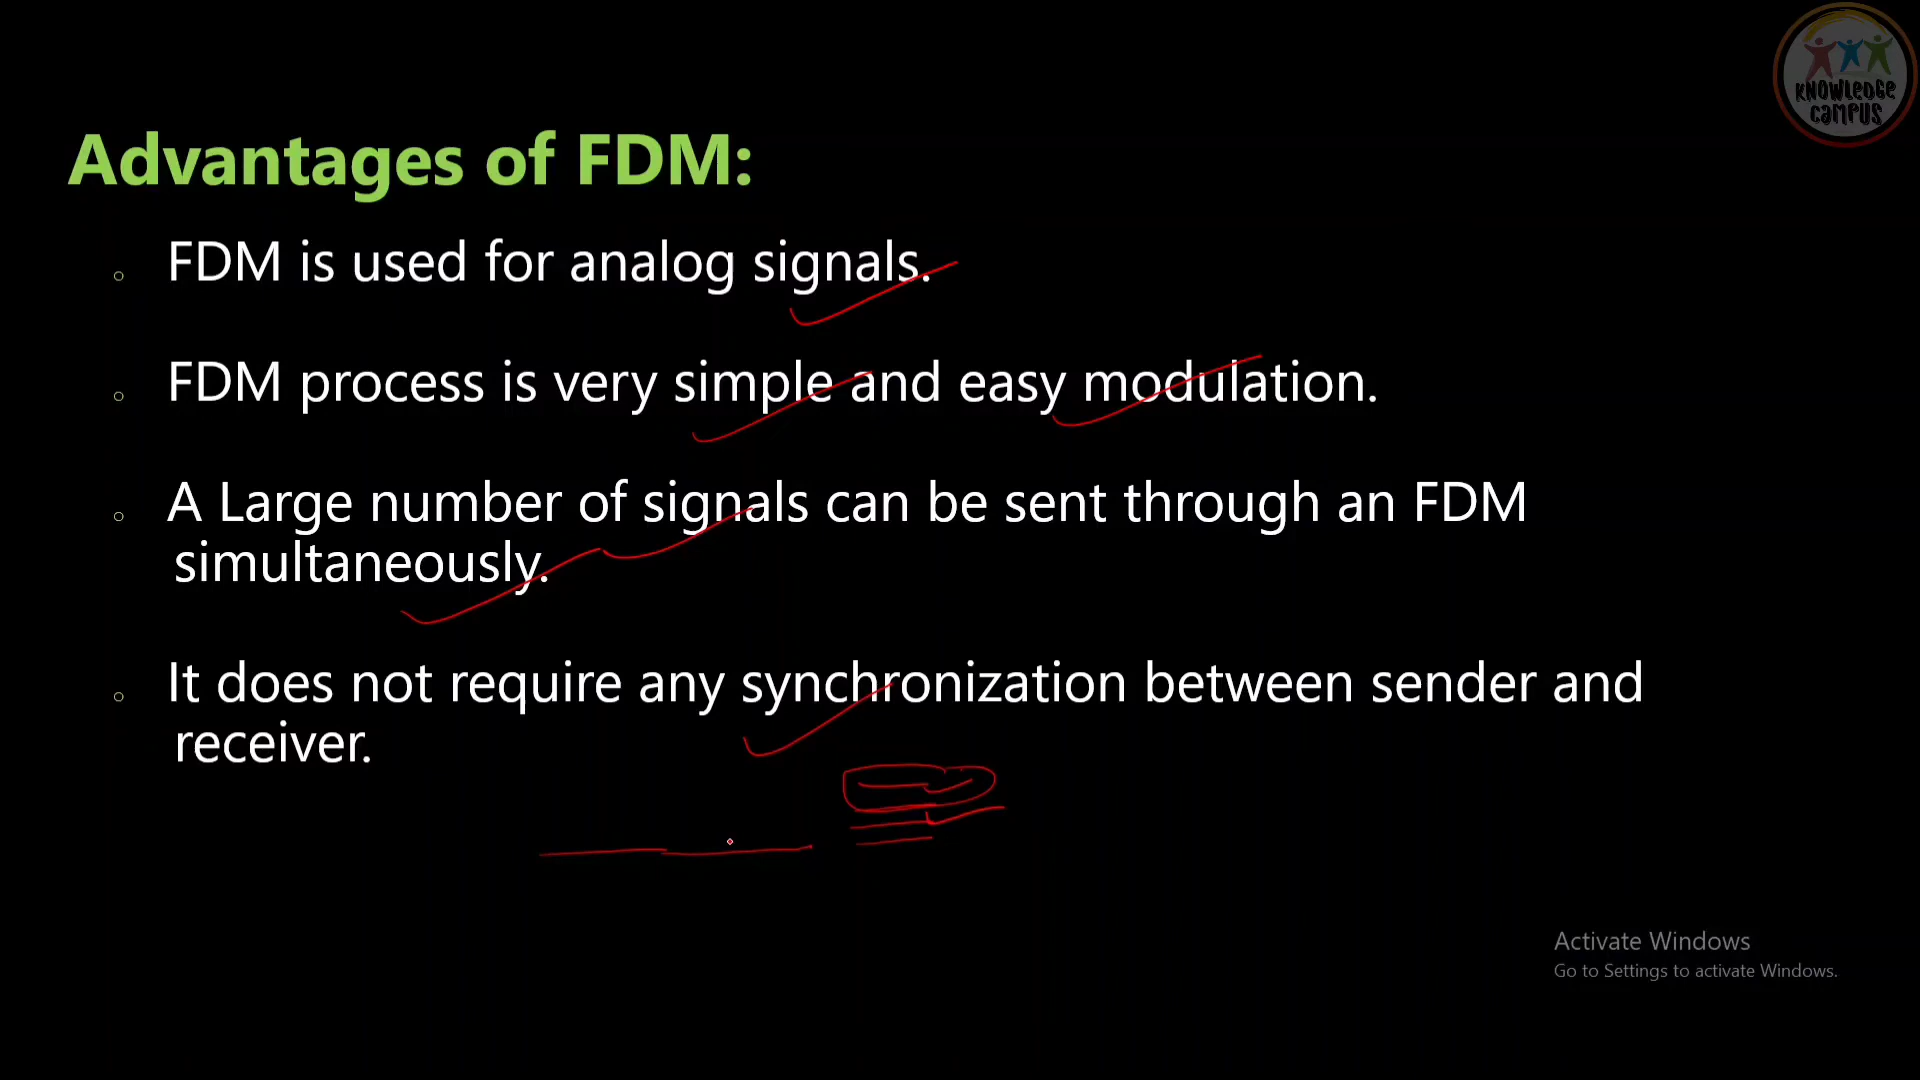 KNOWLEDGE
CAMPUS
Advantages of FDM:
FDM is used for analog signals.
FDM process is very simple and easy modulation.
A Large number of signals can be sent through an FDM
simultaneously.
It does not require any synchronization between sender and
receiver.
Activate Windows
Go to Settings to activate Windows.